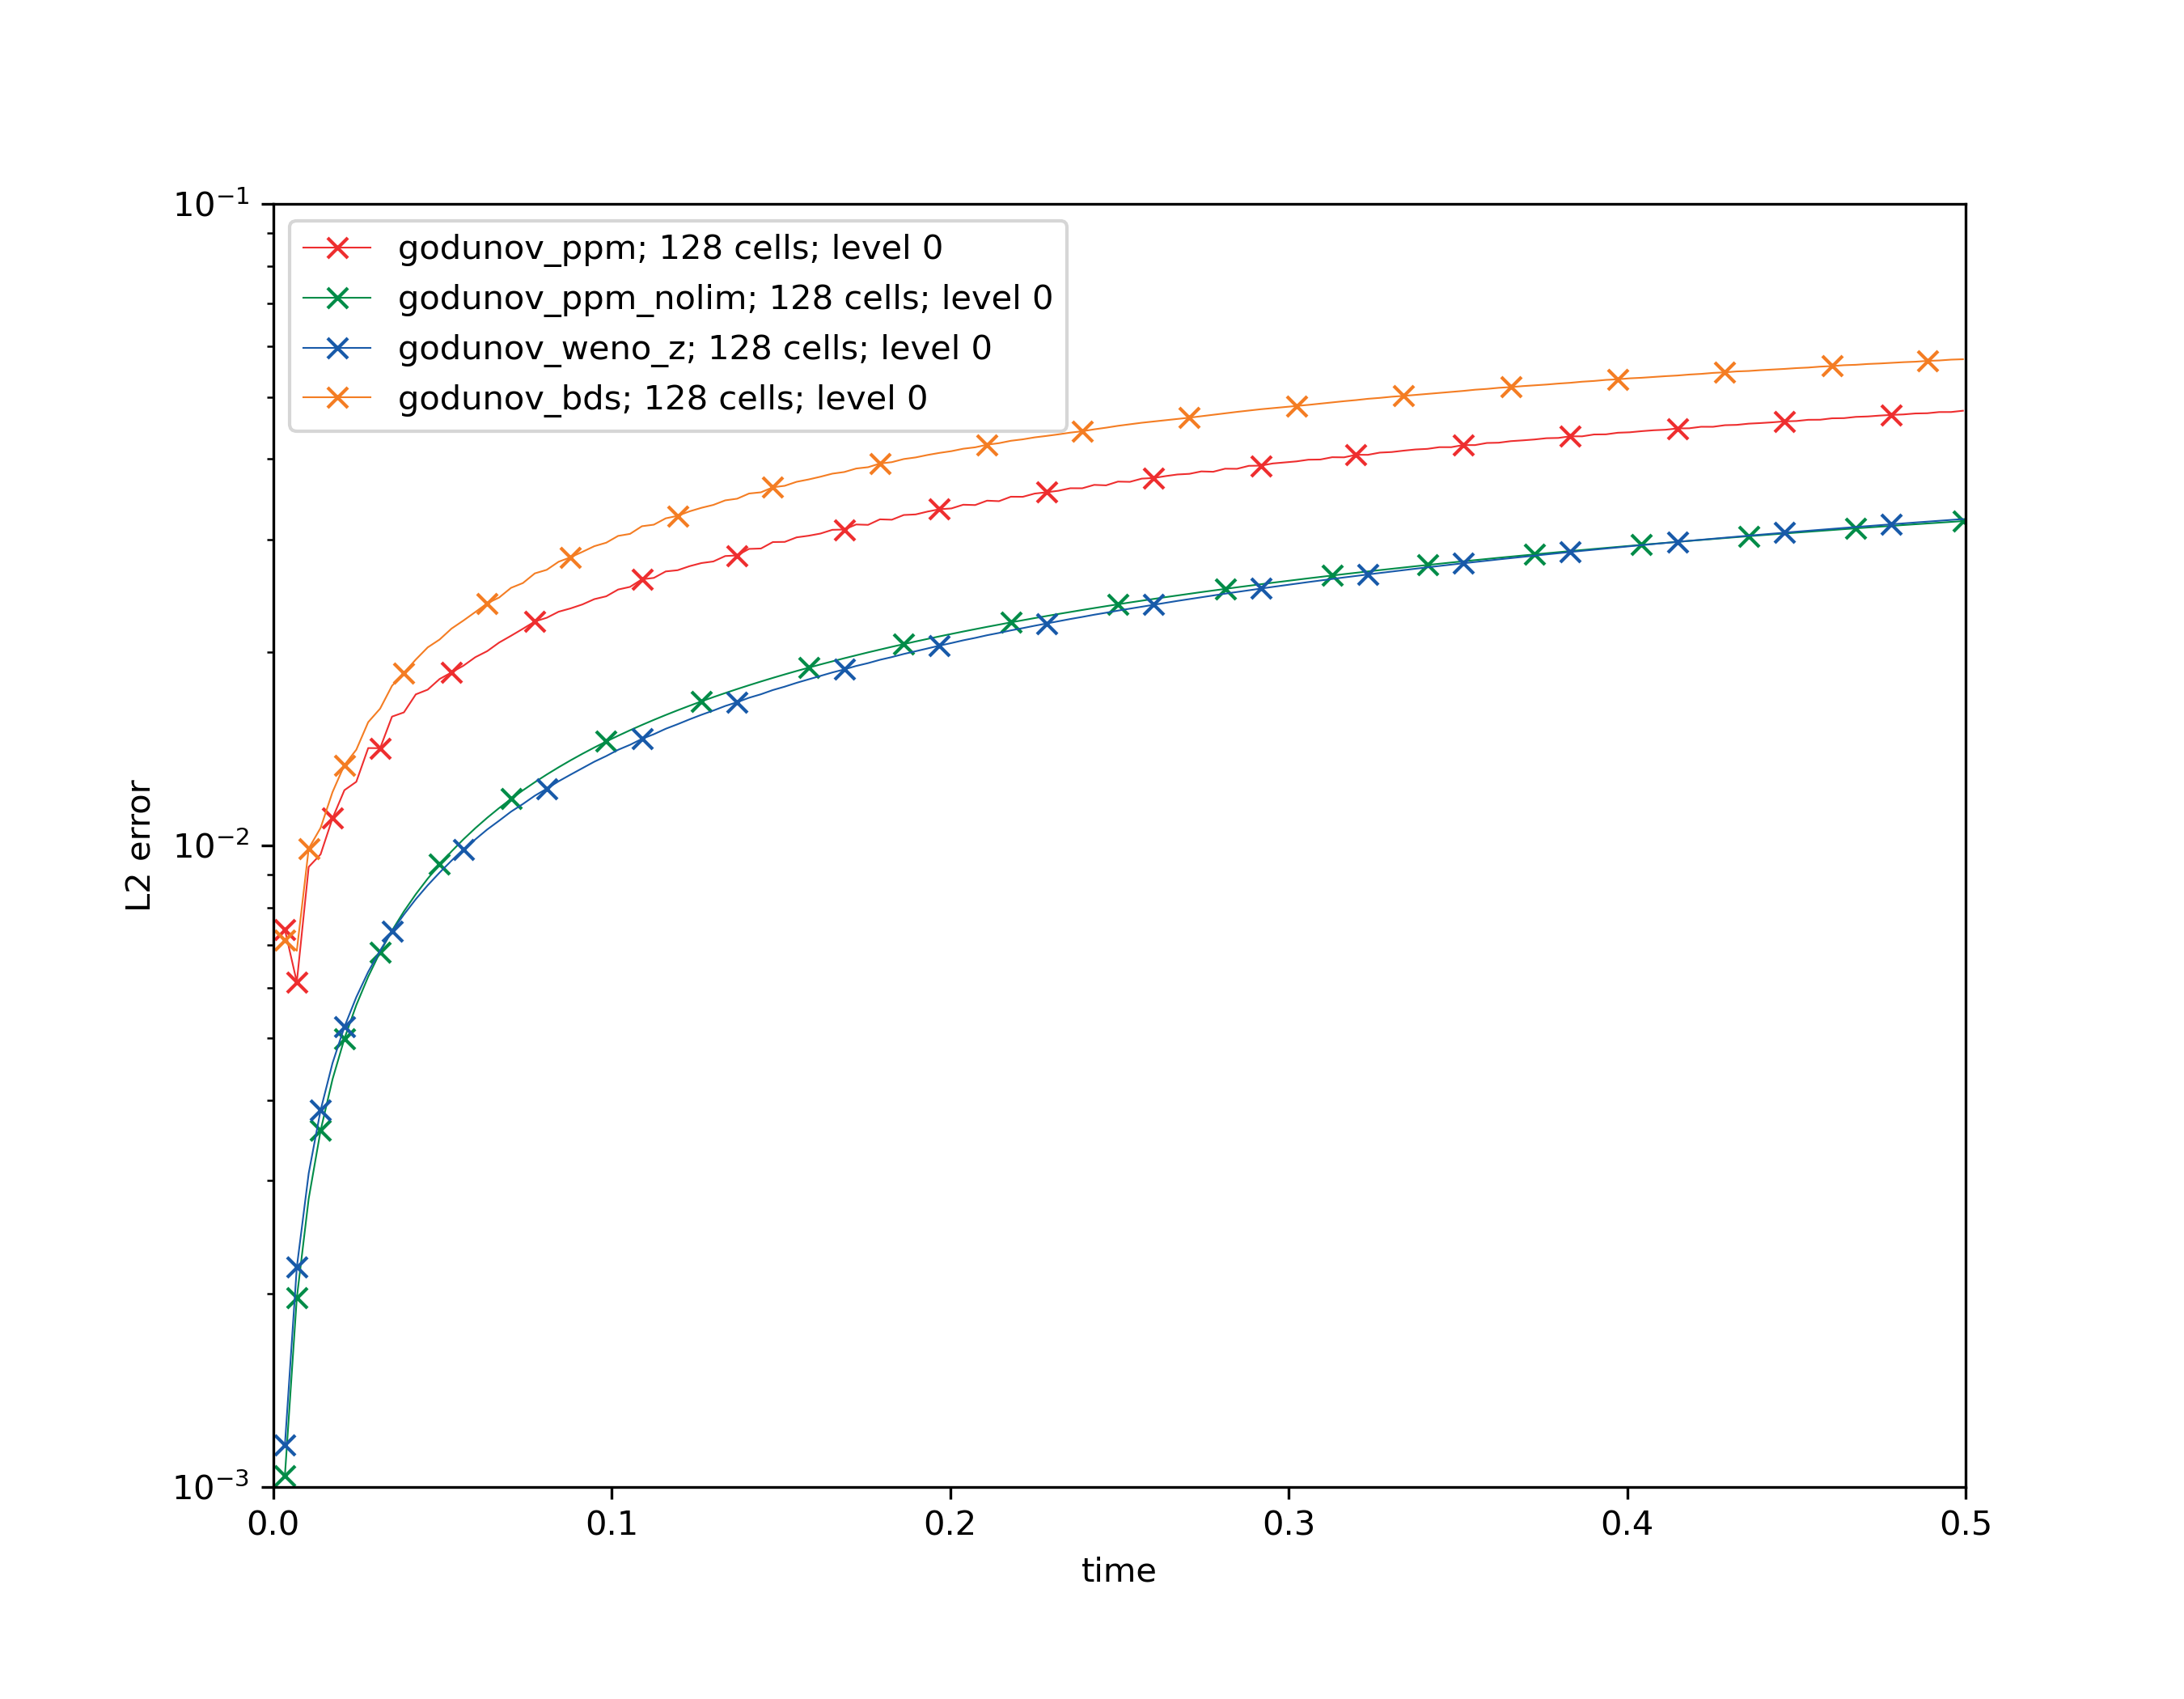 10⁻¹
godunov_ppm; 128 cells; level 0
godunov_ppm_nolim; 128 cells; level 0
godunov_weno_z; 128 cells; level 0
godunov_bds; 128 cells; level 0
L2 error
10⁻²
10⁻³
0.0 0.1 0.2 0.3 0.4 0.5
time